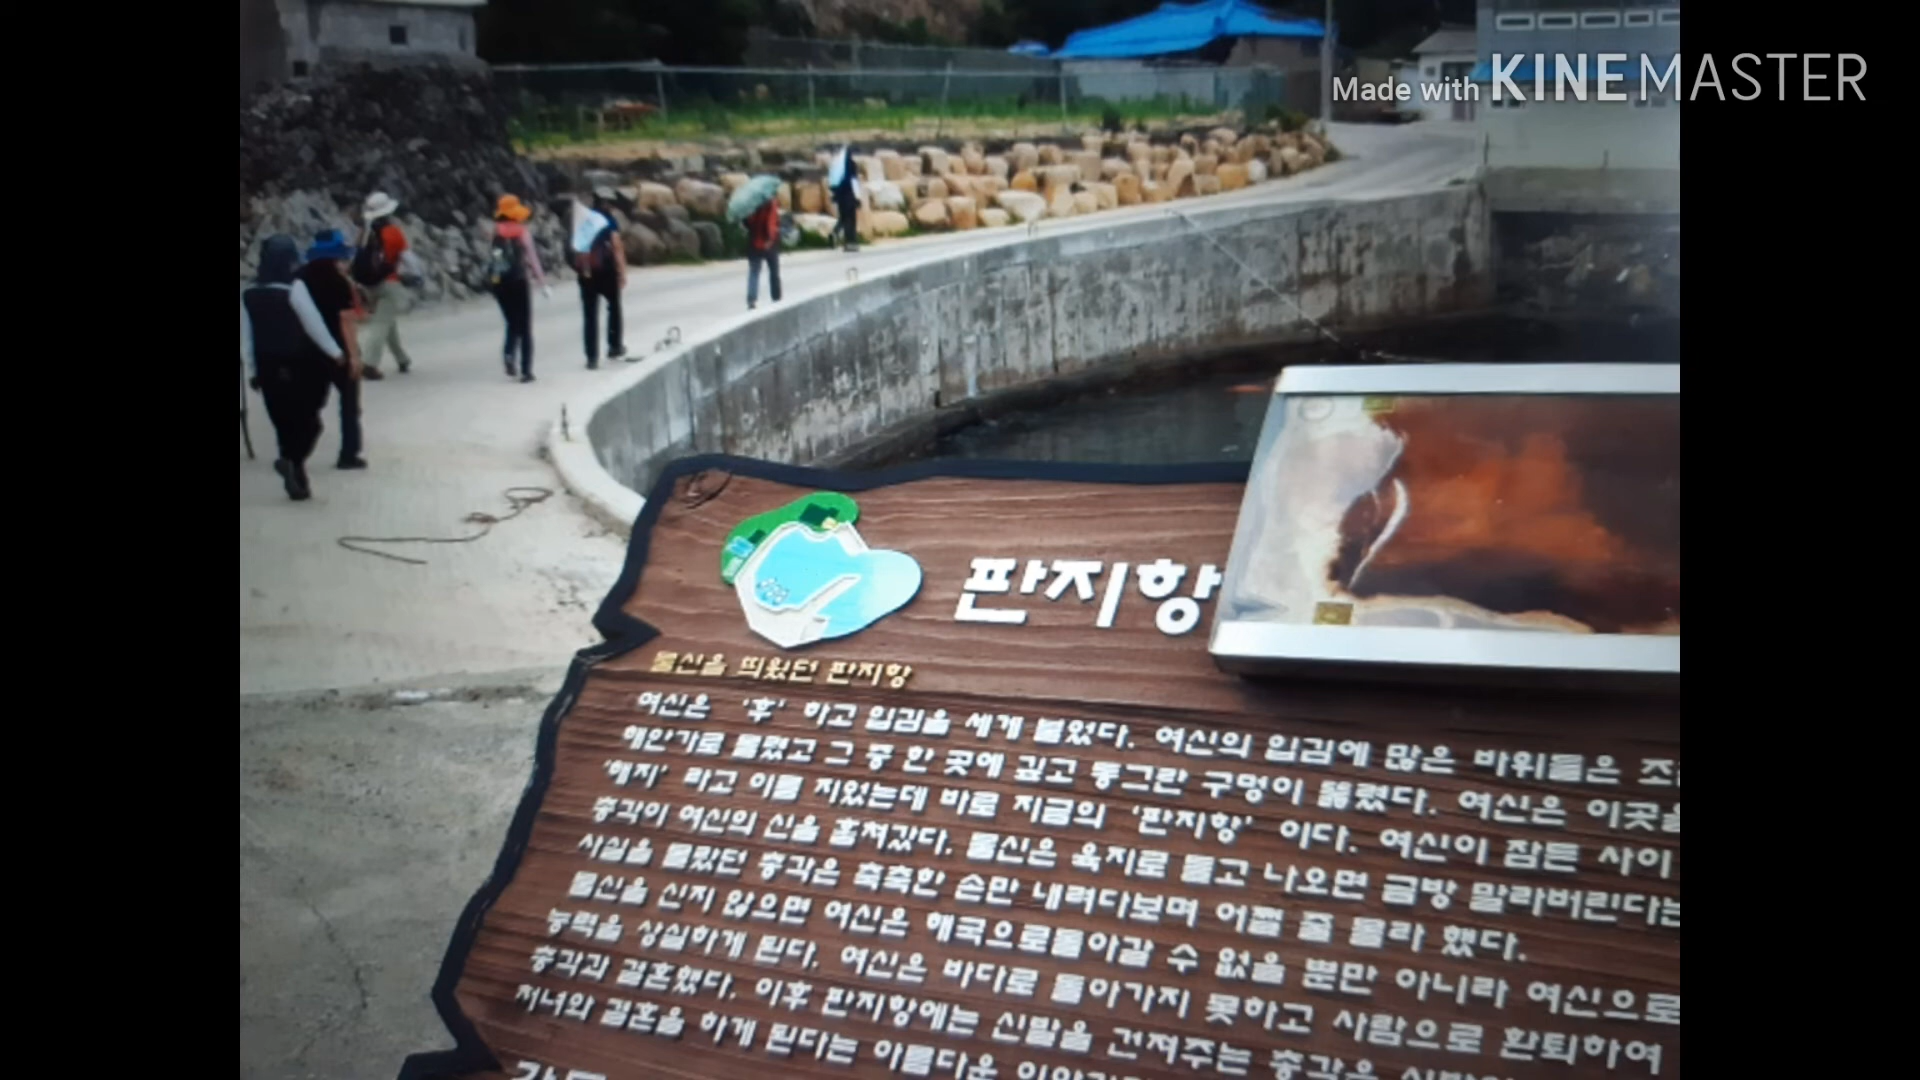 Made with KINEMASTER
판지항
물신을 띄웠던 판지항
여신은 '후' 하고 입김을 세게 불었다. 여신의 입김에 많은 바위들은
해안가로 몰렸고 그 중 한 곳에 깊고 동그란 구멍이 뚫렸다. 여신은 이곳을
'해지' 라고 이름 지었는데 바로 지금의 '판지항' 이다. 여신이 잠든 사이
총각이 여신의 신을 훔쳐갔다. 물신은 육지로 들고 나오면 금방 말라버린다는
사실을 몰랐던 총각은 축축한 손만 내려다보며 어쩔 줄 몰라 했다.
물신을 신지 않으면 여신은 해국으로돌아갈 수 없을 뿐만 아니라 여신으로
능력을 상실하게 된다. 여신은 바다로 돌아가지 못하고 사람으로 환퇴하여
총각과 결혼했다. 이후 판지항에는 신발을 건져주는 총각은
처녀와 결혼을 하게 된다는 아름다운